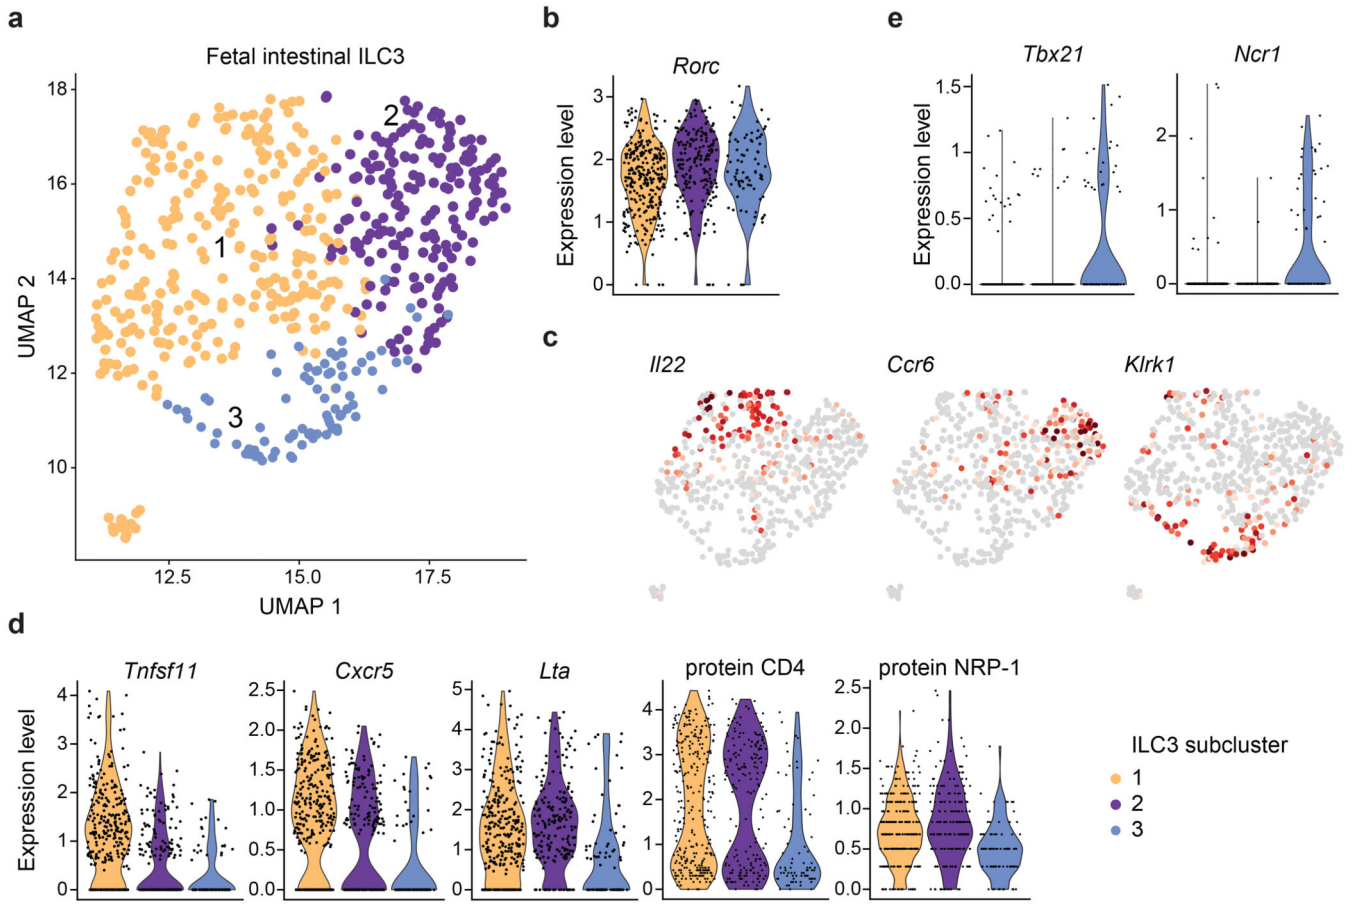 a
Fetal intestinal ILC3
UMAP 2
18
16
14
12
10
1
2
3
12.5
15.0
17.5
UMAP 1
b
Rorc
Expression level
3
2
1
0
e
Tbx21
Ncr1
Expression level
1.5
1
0.5
0.0
2
1
0
c
Il22
Ccr6
Klrk1
d
Tnfsf11
Cxcr5
Lta
protein CD4
protein NRP-1
Expression level
4
3
2
1
0
2.5
2.0
1.5
1.0
0.5
0.0
5
4
3
2
1
0
4
3
2
1
0
2.5
2.0
1.5
1.0
0.5
0.0
ILC3 subcluster
1
2
3